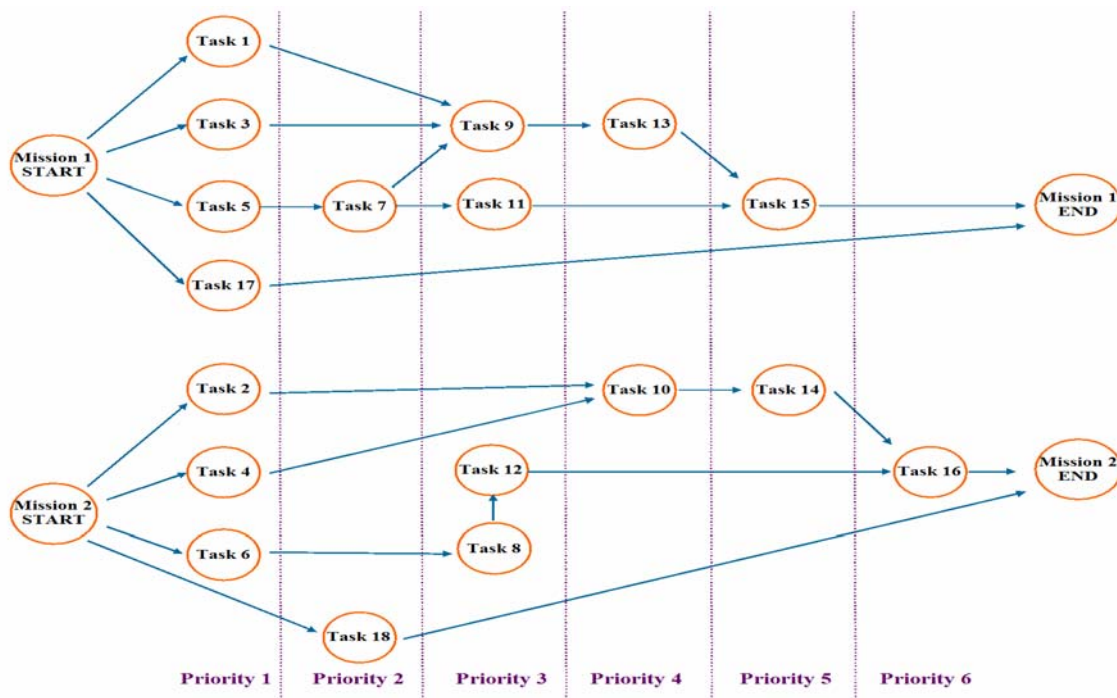 Task 1
Task 3
Task 9
Task 13
Mission 1
START
Task 5
Task 7
Task 11
Task 15
Mission 1
END
Task 17
Task 2
Task 10
Task 14
Task 4
Task 12
Task 16
Mission 2
END
Mission 2
START
Task 6
Task 8
Task 18
Priority 1
Priority 2
Priority 3
Priority 4
Priority 5
Priority 6